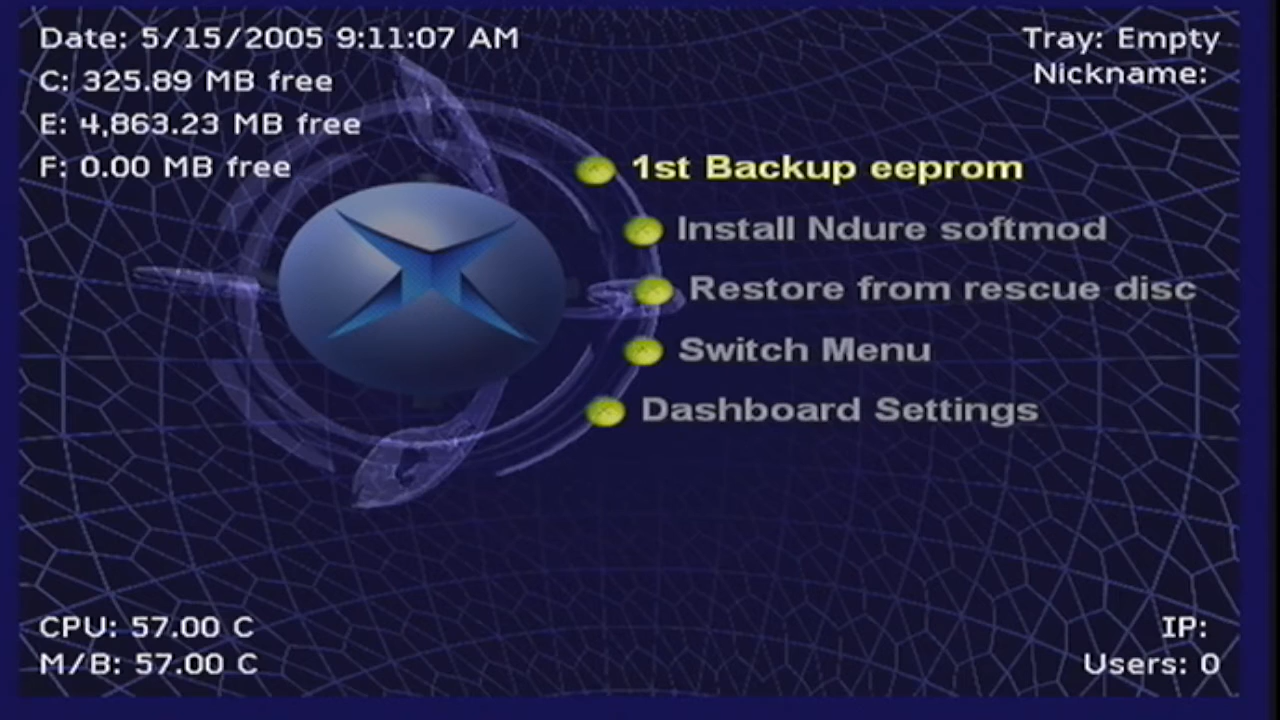 Date: 5/15/2005 9:11:07 AM
C: 325.89 MB free
E: 4,863.23 MB free
F: 0.00 MB free
Tray: Empty
Nickname:
1st Backup eeprom
Install Ndure softmod
Restore from rescue disc
Switch Menu
Dashboard Settings
CPU: 57.00 C
M/B: 57.00 C
IP:
Users: 0